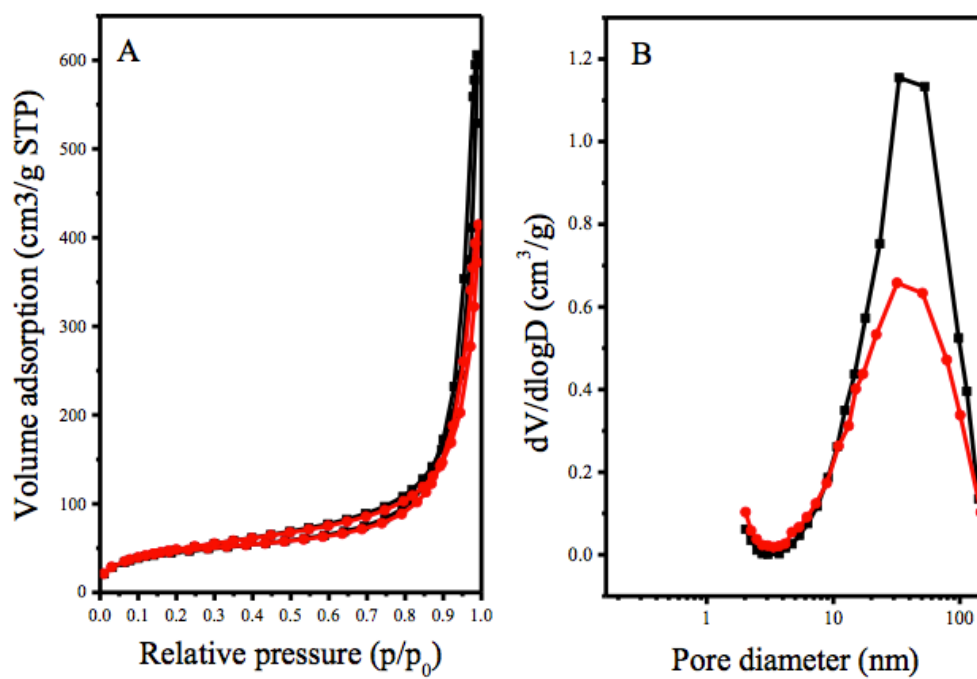 A
Volume adsorption (cm3/g STP)
600
500
400
300
200
100
0
0.0 0.1 0.2 0.3 0.4 0.5 0.6 0.7 0.8 0.9 1.0
Relative pressure (p/p₀)
B
dV/dlogD (cm³/g)
1.2
1.0
0.8
0.6
0.4
0.2
0.0
1 10 100
Pore diameter (nm)